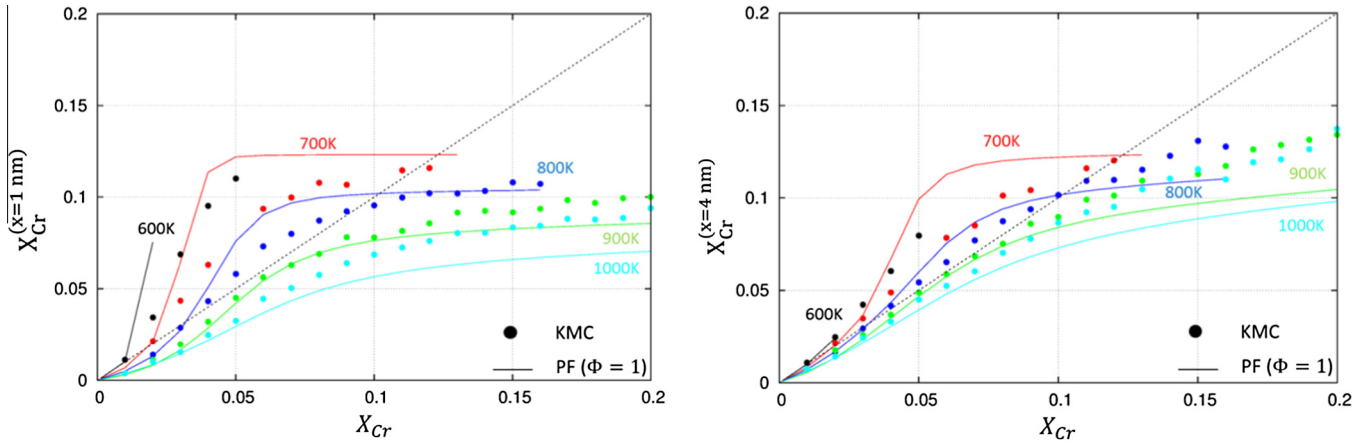 0.2
0.15
0.1
0.05
0
X_Cr^(x=1 nm)
600K
700K
800K
900K
1000K
KMC
PF (Φ = 1)
0 0.05 0.1 0.15 0.2
X_Cr
0.2
0.15
0.1
0.05
0
X_Cr^(x=4 nm)
600K
700K
800K
900K
1000K
KMC
PF (Φ = 1)
0 0.05 0.1 0.15 0.2
X_Cr